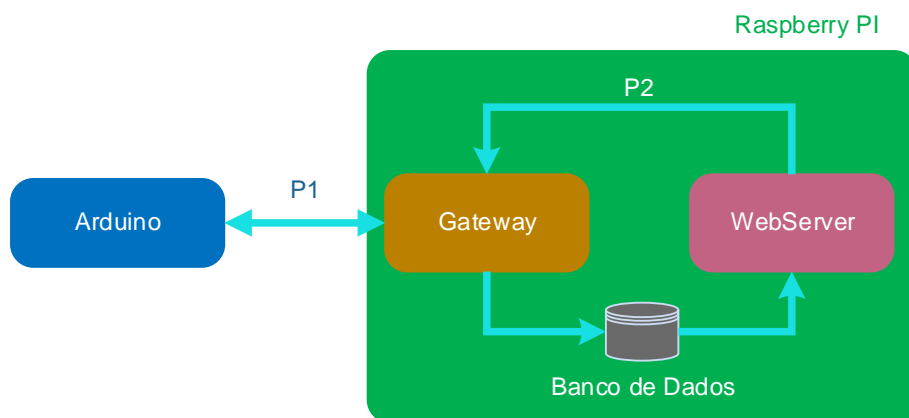 Raspberry PI
P2
P1
Arduino
Gateway
WebServer
Banco de Dados